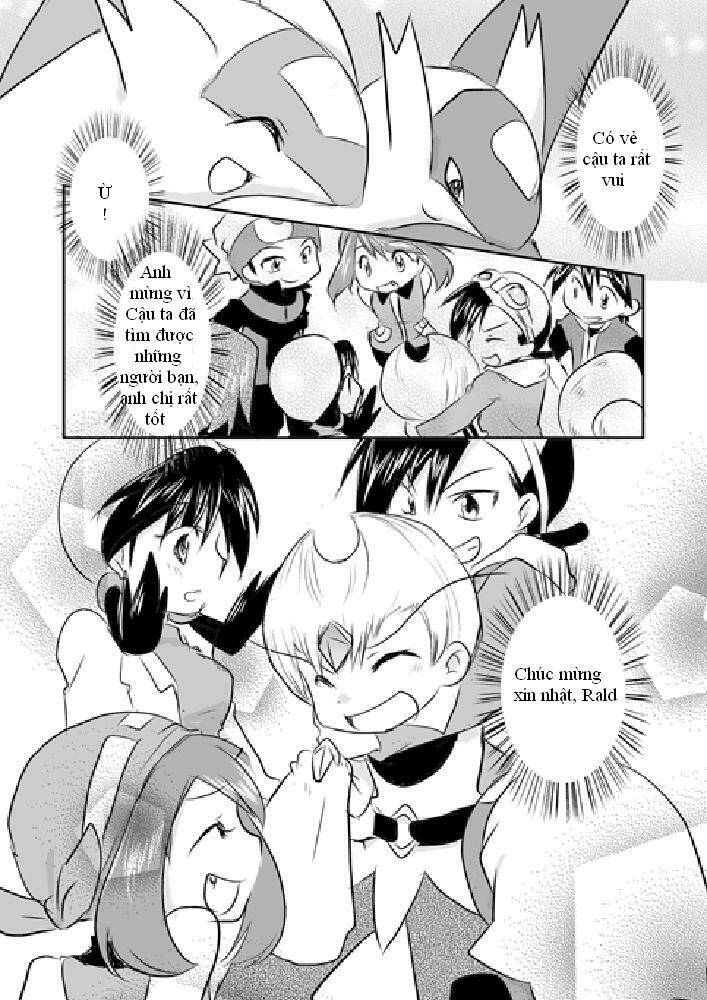 Có vẻ
cậu ta rất
vui
Ừ
!
Anh
mừng vì
Cậu ta đã
tìm được
những
người bạn,
anh chị rất
tốt
Chúc mừng
xin nhật, Rald